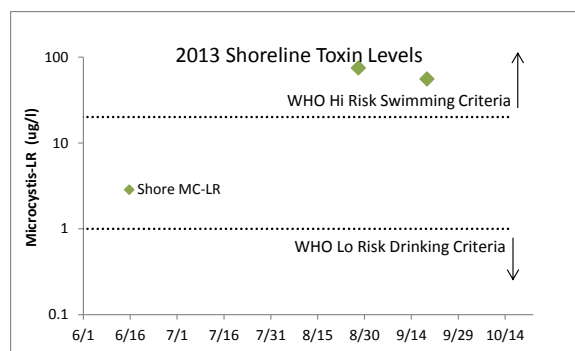 2013 Shoreline Toxin Levels
Microcystis-LR (ug/l)
100
10
1
0.1
WHO Hi Risk Swimming Criteria
Shore MC-LR
WHO Lo Risk Drinking Criteria
6/1 6/16 7/1 7/16 7/31 8/15 8/30 9/14 9/29 10/14